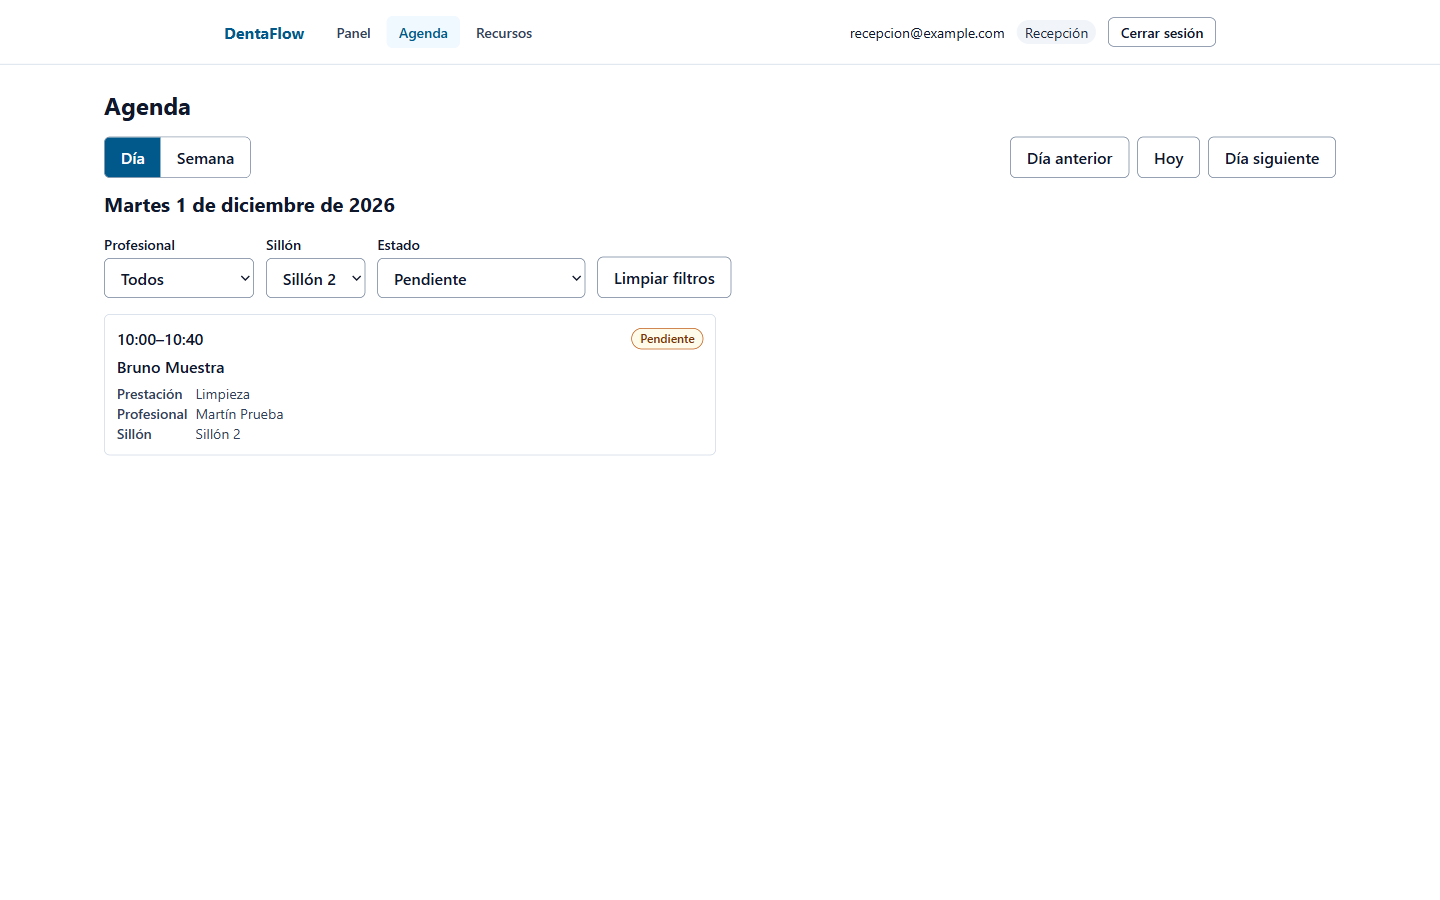 DentaFlow Panel Agenda Recursos recepcion@example.com Recepción Cerrar sesión
Agenda
Día Semana Día anterior Hoy Día siguiente
Martes 1 de diciembre de 2026
Profesional Sillón Estado
Todos Sillón 2 Pendiente Limpiar filtros
10:00–10:40 Pendiente
Bruno Muestra
Prestación Limpieza
Profesional Martín Prueba
Sillón Sillón 2